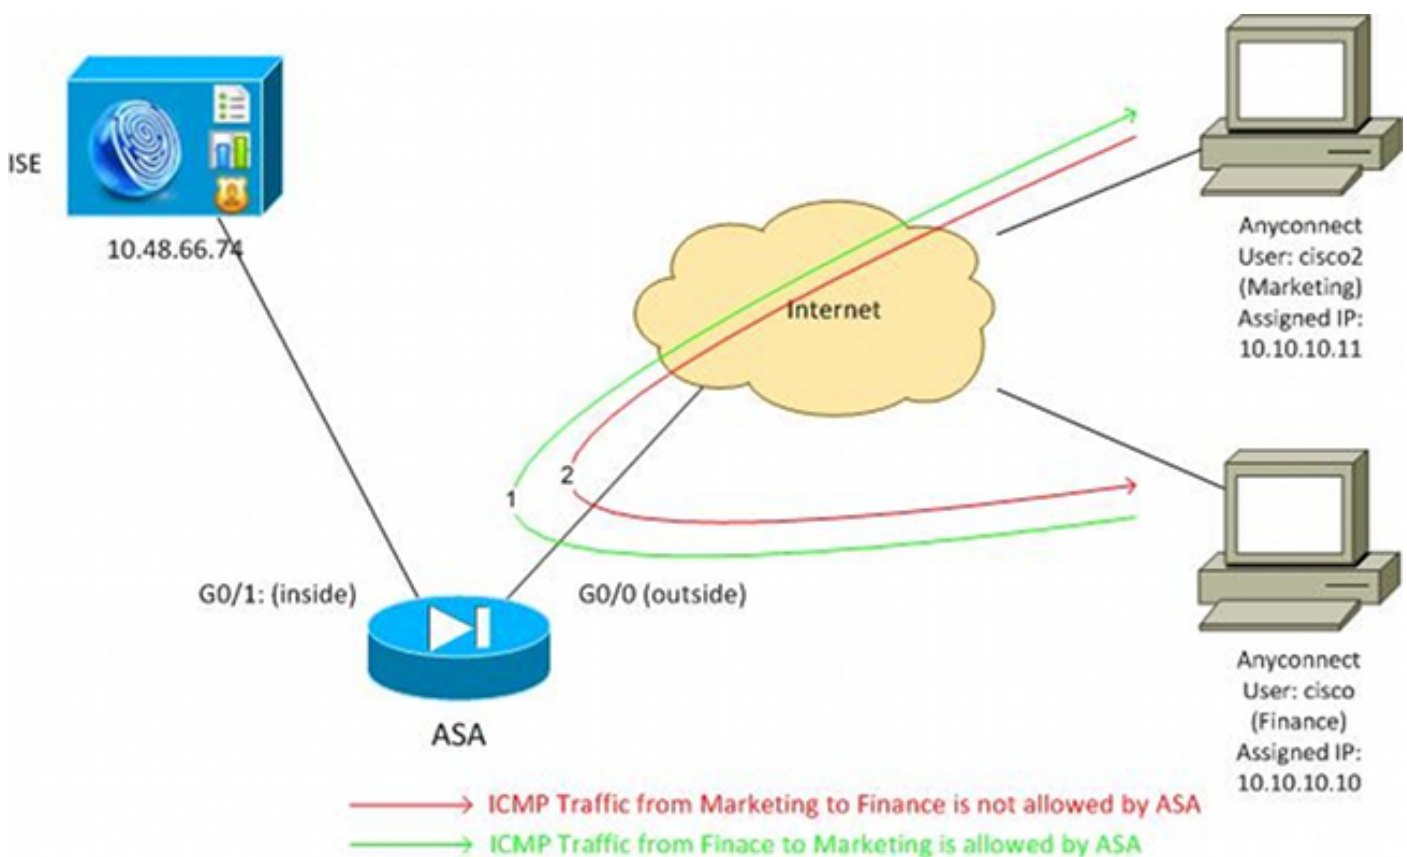 ISE
10.48.66.74
Internet
Anyconnect
User: cisco2
(Marketing)
Assigned IP:
10.10.10.11
1
2
G0/1: (inside)
G0/0 (outside)
ASA
Anyconnect
User: cisco
(Finance)
Assigned IP:
10.10.10.10
ICMP Traffic from Marketing to Finance is not allowed by ASA
ICMP Traffic from Finace to Marketing is allowed by ASA